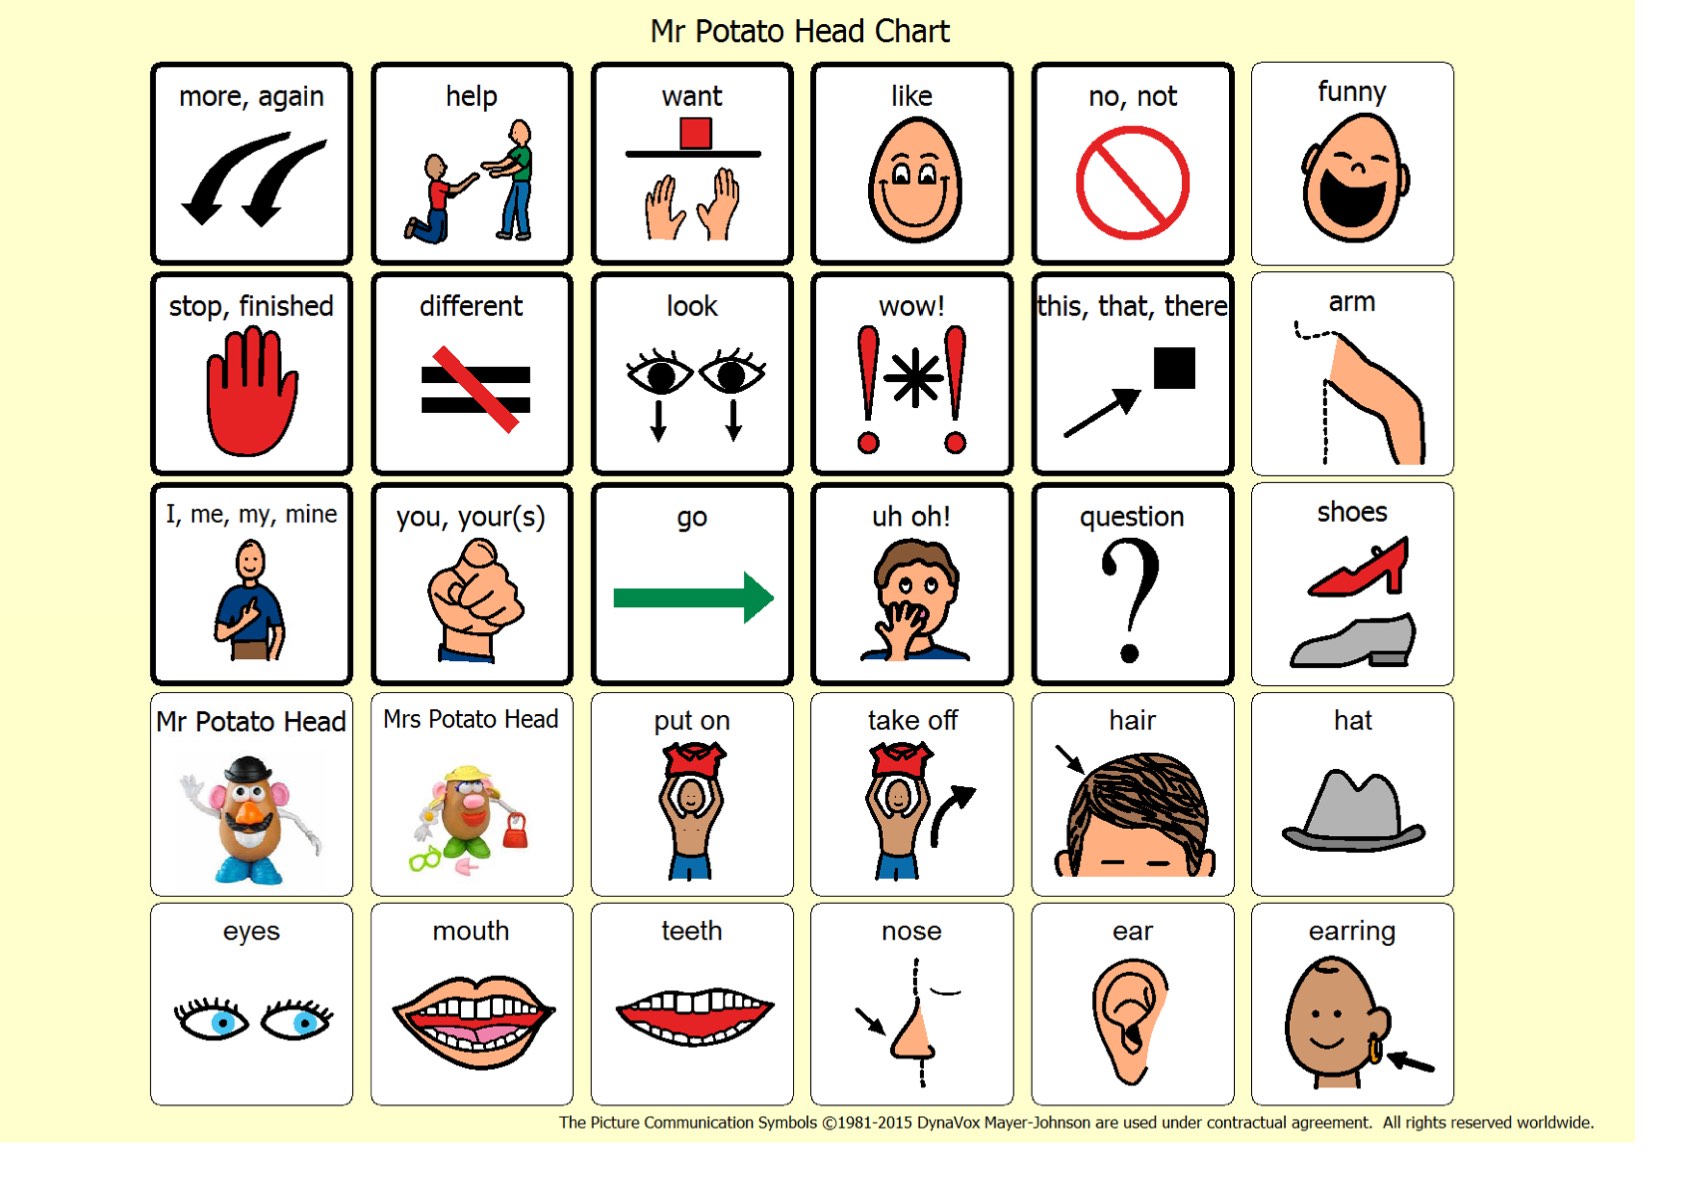 Mr Potato Head Chart
more, again
help
want
like
no, not
funny
stop, finished
different
look
wow!
this, that, there
arm
I, me, my, mine
you, your(s)
go
uh oh!
question
shoes
Mr Potato Head
Mrs Potato Head
put on
take off
hair
hat
eyes
mouth
teeth
nose
ear
earring
The Picture Communication Symbols ©1981-2015 DynaVox Mayer-Johnson are used under contractual agreement. All rights reserved worldwide.